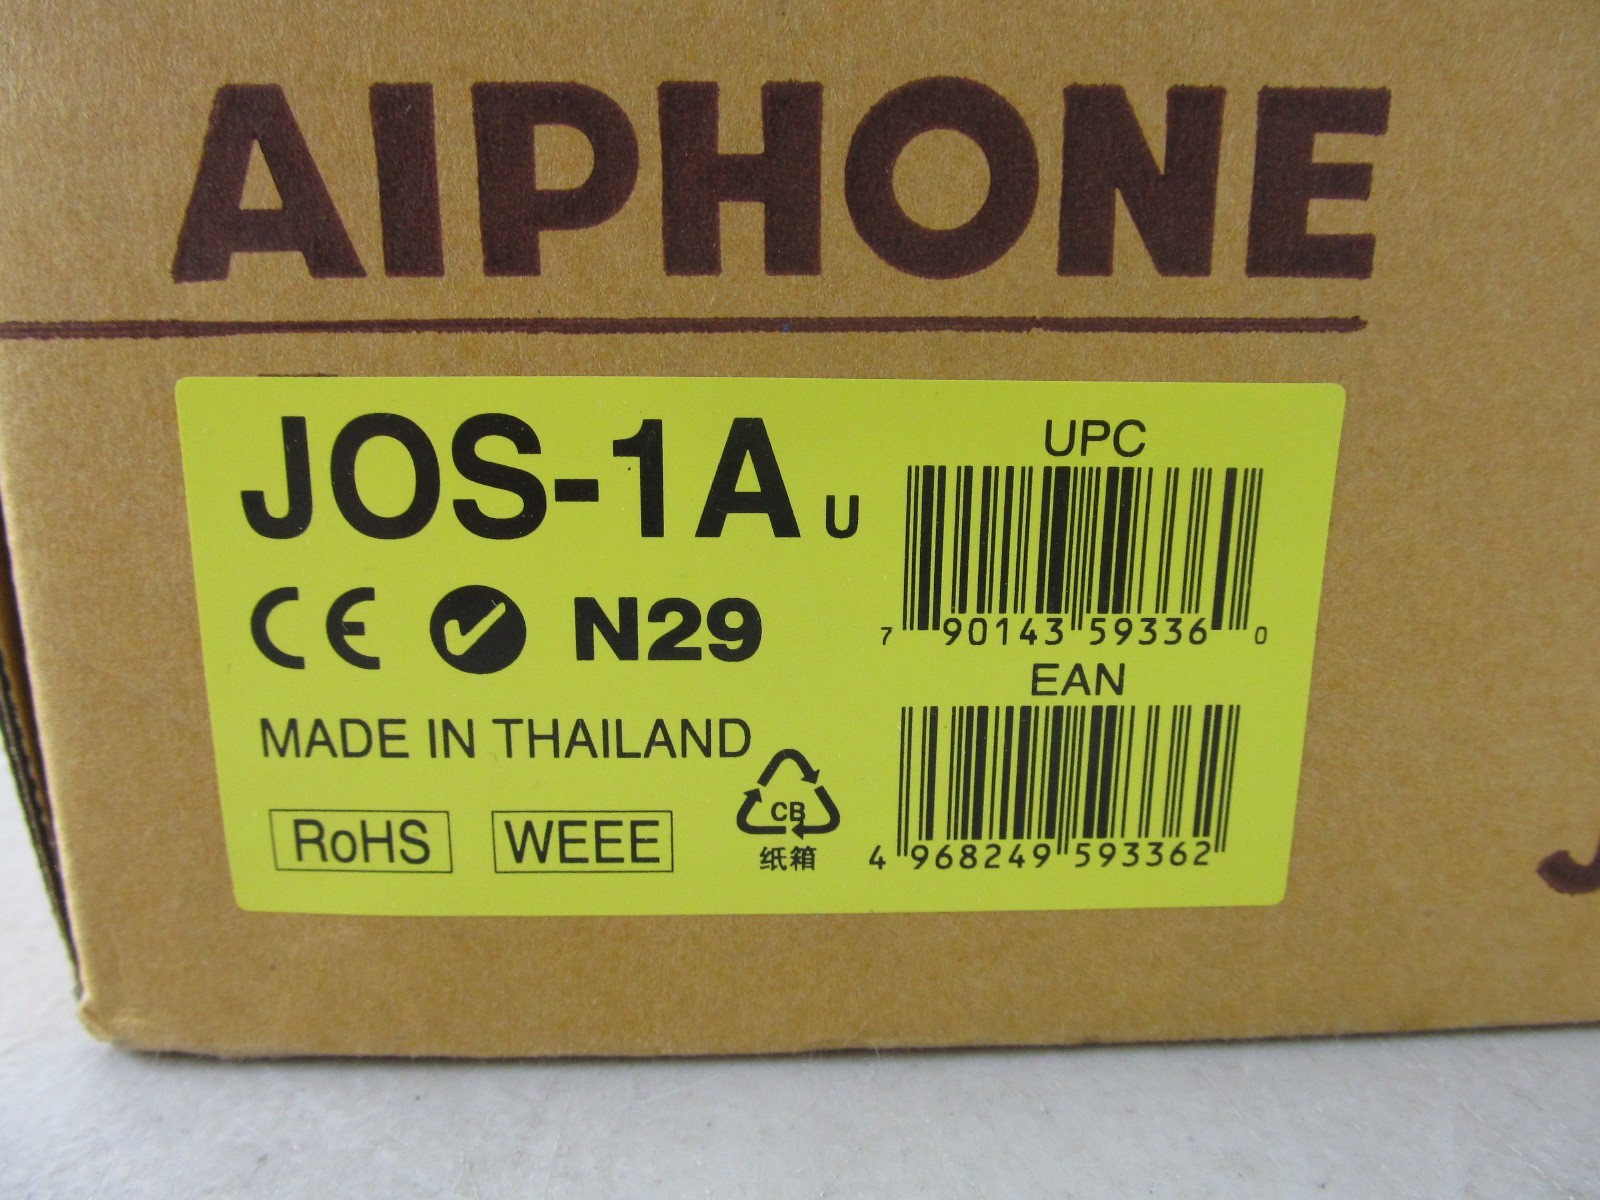 AIPHONE
JOS-1A U
UPC
7 90143 59336 0
CE N29
EAN
MADE IN THAILAND
4 968249 593362
RoHS WEEE
CB
纸箱
J